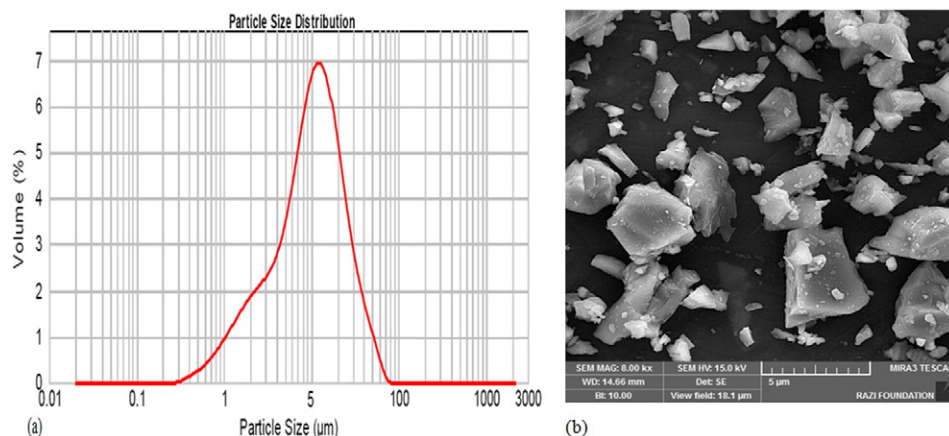 Particle Size Distribution
Volume (%)
7
6
5
4
3
2
1
0
0.01 0.1 1 5 100 1000 3000
Particle Size (µm)
(a)
SEM MAG: 8.00 kx SEM HV: 15.0 kV MIRA3 TESCA
WD: 14.66 mm Det: SE 5 µm
BI: 10.00 View field: 18.1 µm RAZI FOUNDATION
(b)